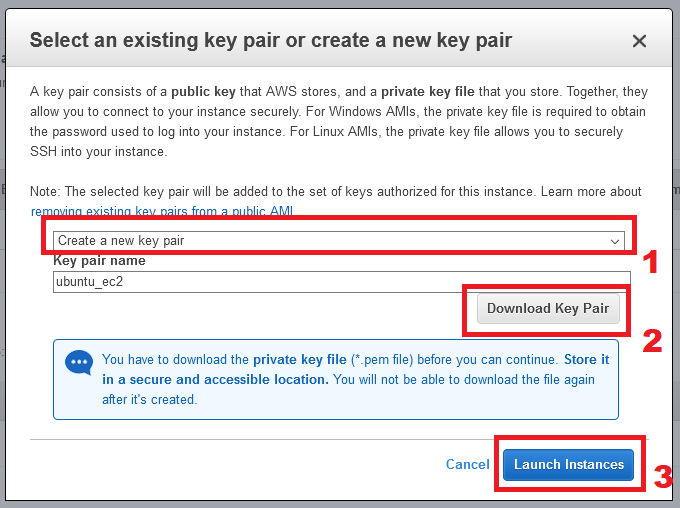 Select an existing key pair or create a new key pair
A key pair consists of a public key that AWS stores, and a private key file that you store. Together, they
allow you to connect to your instance securely. For Windows AMIs, the private key file is required to obtain
the password used to log into your instance. For Linux AMIs, the private key file allows you to securely
SSH into your instance.
Note: The selected key pair will be added to the set of keys authorized for this instance. Learn more about
removing existing key pairs from a public AMI
Create a new key pair
1
Key pair name
ubuntu_ec2
Download Key Pair
2
You have to download the private key file (*.pem file) before you can continue. Store it
in a secure and accessible location. You will not be able to download the file again
after it's created.
Cancel
Launch Instances
3